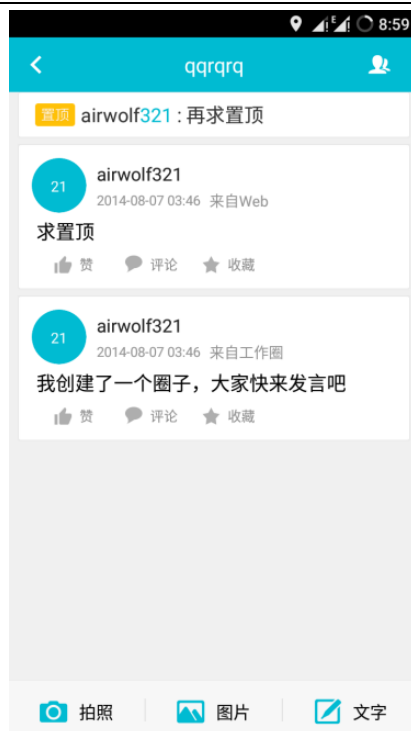 E 8:59
qqrqrq
置顶 airwolf321 : 再求置顶
21 airwolf321
2014-08-07 03:46 来自Web
求置顶
赞 评论 收藏
21 airwolf321
2014-08-07 03:46 来自工作圈
我创建了一个圈子，大家快来发言吧
赞 评论 收藏
拍照 图片 文字